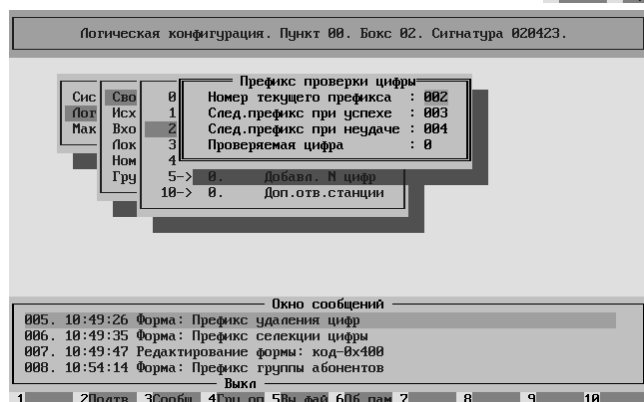 Логическая конфигурация. Пункт 00. Бокс 02. Сигнатура 020423.
Префикс проверки цифры
Сис Сво 0 Номер текущего префикса : 002
Лог Исх 1 След.префикс при успехе : 003
Мак Вхо 2 След.префикс при неудаче : 004
Лок 3 Проверяемая цифра : 0
Ном 4
Гру 5-> 0. Добавл. N цифр
10-> 0. Доп.отв.станции
Окно сообщений
005. 10:49:26 Форма: Префикс удаления цифр
006. 10:49:35 Форма: Префикс селекции цифры
007. 10:49:47 Редактирование формы: код-0x400
008. 10:54:14 Форма: Префикс группы абонентов
Выкл
1 2Подтв 3Сообщ 4Гру оп 5Вы фай 6Об пам 7 8 9 10